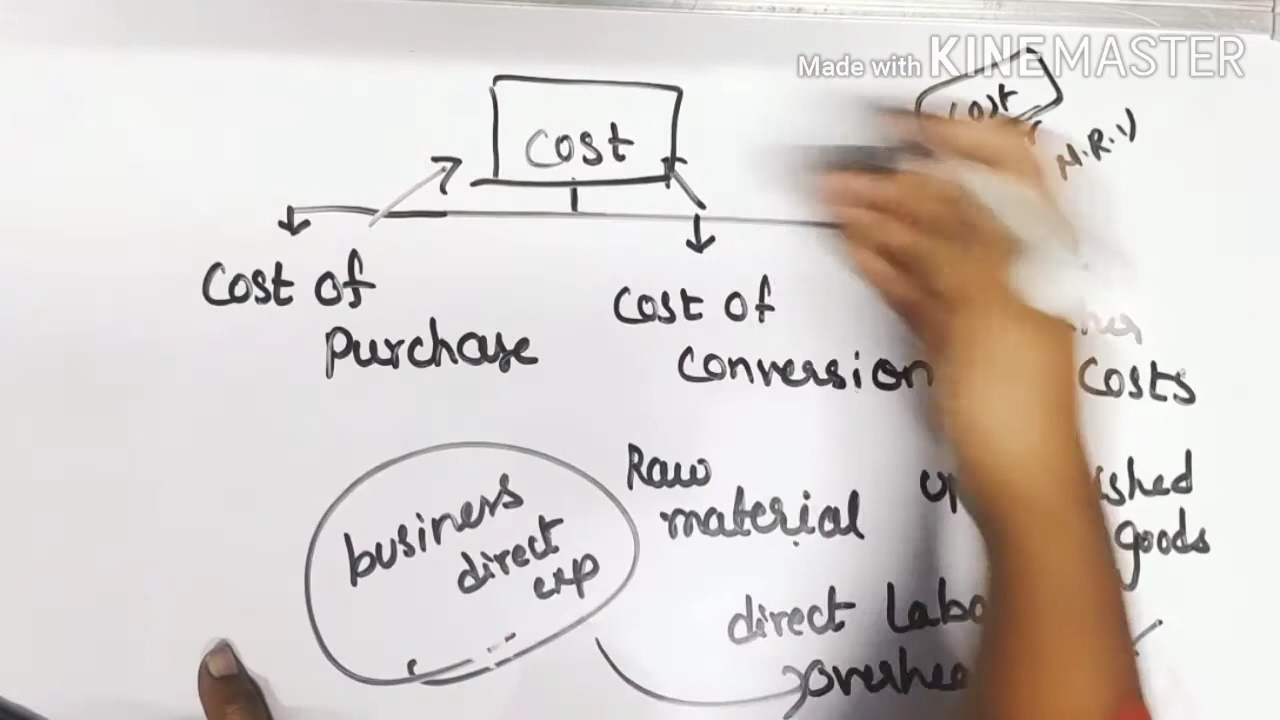 Made with KINEMASTER
cost
N.R.V
cost
Cost of
purchase
Cost of
conversion
costs
business
direct
exp
Raw
material
goods
direct